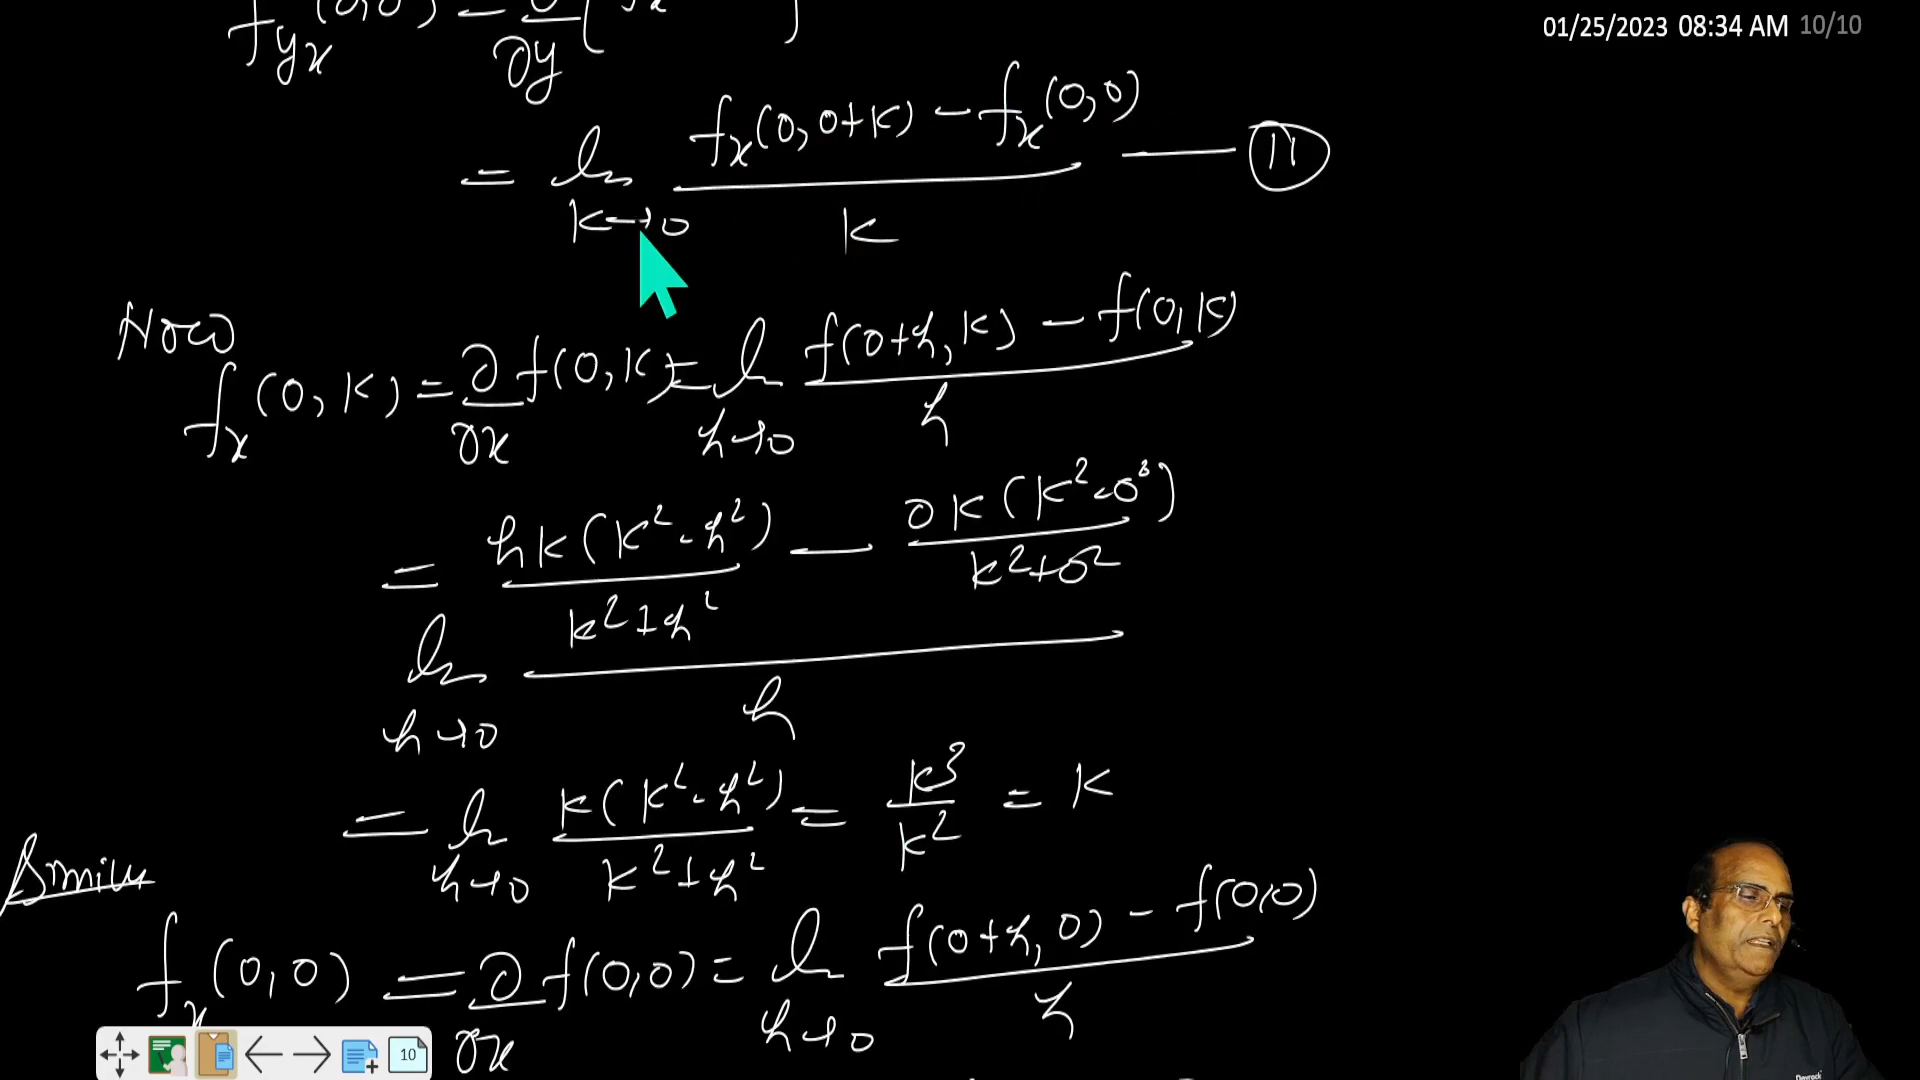 01/25/2023 08:34 AM 10/10
f_yx(0,0) = ∂/∂y (
= lim_{k→0} (f_x(0, 0+k) - f_x(0,0)) / k — (II)
Now
f_x(0, k) = ∂/∂x f(0, k) = lim_{h→0} (f(0+h, k) - f(0, k)) / h
= lim_{h→0} (hk(k² - h²)/(k² + h²) - 0k(k² - 0²)/(k² + 0²)) / h
= lim_{h→0} k(k² - h²)/(k² + h²) = k³/k² = k
f_x(0,0) = ∂/∂x f(0,0) = lim_{h→0} (f(0+h, 0) - f(0,0)) / h
10